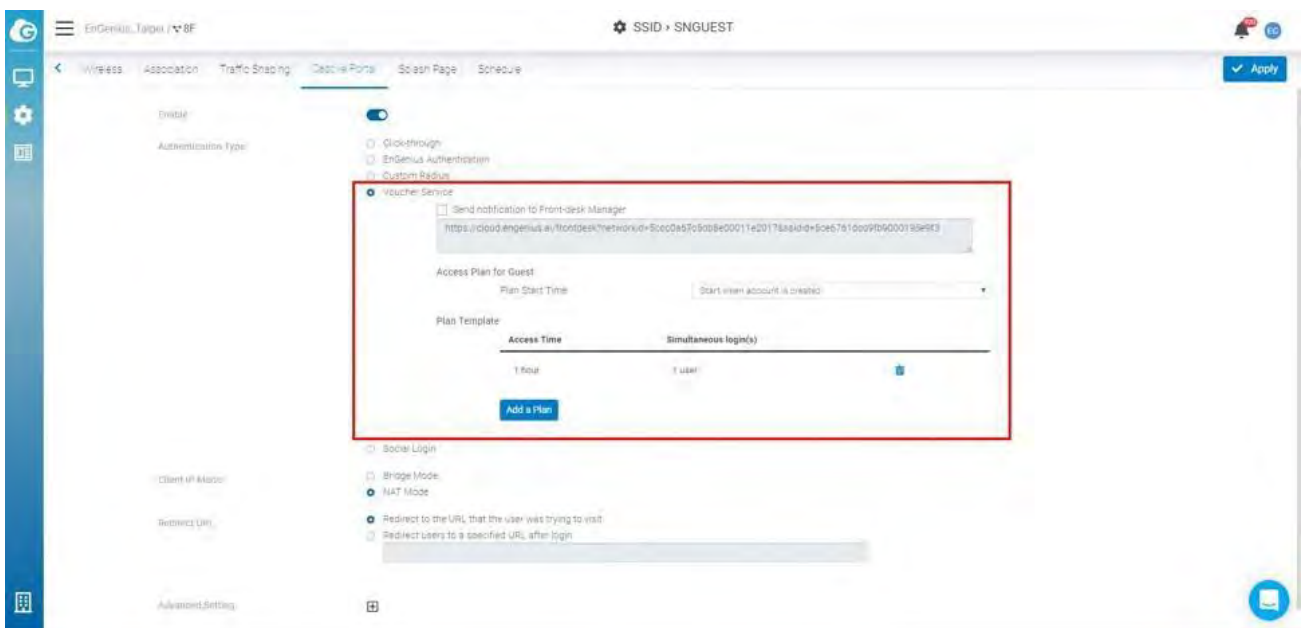 EnGenius_Taipei / 8F
SSID › SNGUEST
EG
Wireless Association Traffic Shaping Captive Portal Splash Page Schedule
Apply
Enable
Authentication Type
Click-through
EnGenius Authentication
Custom Radius
Voucher Service
Send notification to Front-desk Manager
Access Plan for Guest
Plan Start Time Start when account is created
Plan Template
Access Time Simultaneous login(s)
1 hour 1 user
Add a Plan
Social Login
Client IP Mode
Bridge Mode
NAT Mode
Redirect URL
Redirect to the URL that the user was trying to visit
Redirect users to a specified URL after login
Advanced Setting